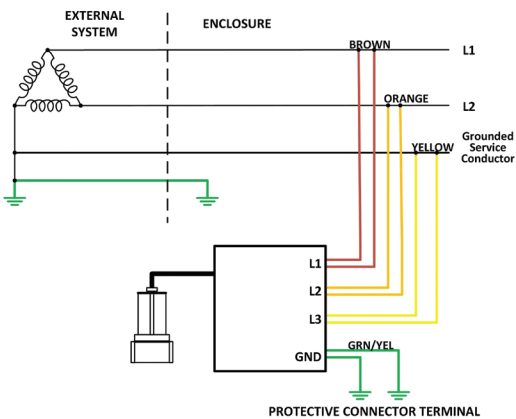 EXTERNAL
SYSTEM
ENCLOSURE
BROWN
L1
ORANGE
L2
YELLOW
Grounded
Service
Conductor
L1
L2
L3
GND
GRN/YEL
PROTECTIVE CONNECTOR TERMINAL